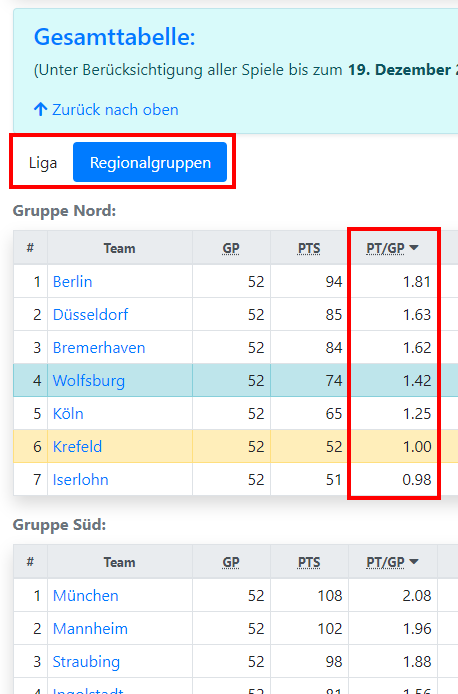 Gesamttabelle:
(Unter Berücksichtigung aller Spiele bis zum 19. Dezember
Zurück nach oben
Liga Regionalgruppen
Gruppe Nord:
# Team GP PTS PT/GP
1 Berlin 52 94 1.81
2 Düsseldorf 52 85 1.63
3 Bremerhaven 52 84 1.62
4 Wolfsburg 52 74 1.42
5 Köln 52 65 1.25
6 Krefeld 52 52 1.00
7 Iserlohn 52 51 0.98
Gruppe Süd:
# Team GP PTS PT/GP
1 München 52 108 2.08
2 Mannheim 52 102 1.96
3 Straubing 52 98 1.88
4 Ingolstadt 52 81 1.56